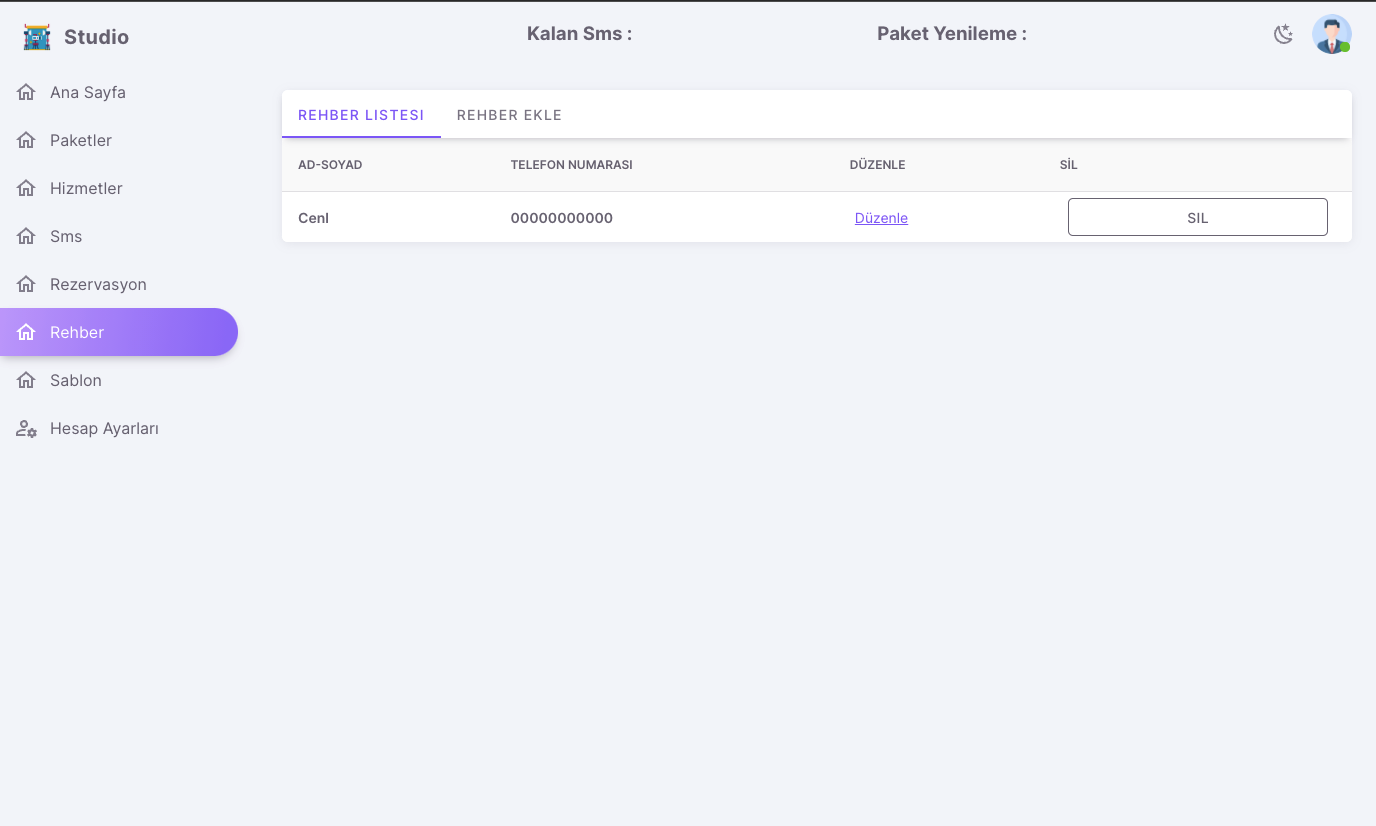 Studio
Kalan Sms :
Paket Yenileme :
Ana Sayfa
Paketler
Hizmetler
Sms
Rezervasyon
Rehber
Sablon
Hesap Ayarları
REHBER LISTESI REHBER EKLE
AD-SOYAD TELEFON NUMARASI DÜZENLE SİL
Cenl 00000000000 Düzenle SIL